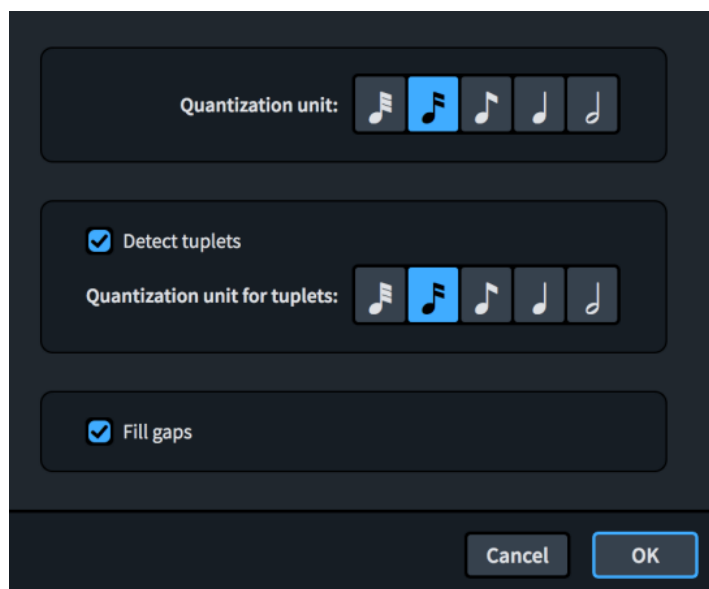 Quantization unit:
Detect tuplets
Quantization unit for tuplets:
Fill gaps
Cancel OK